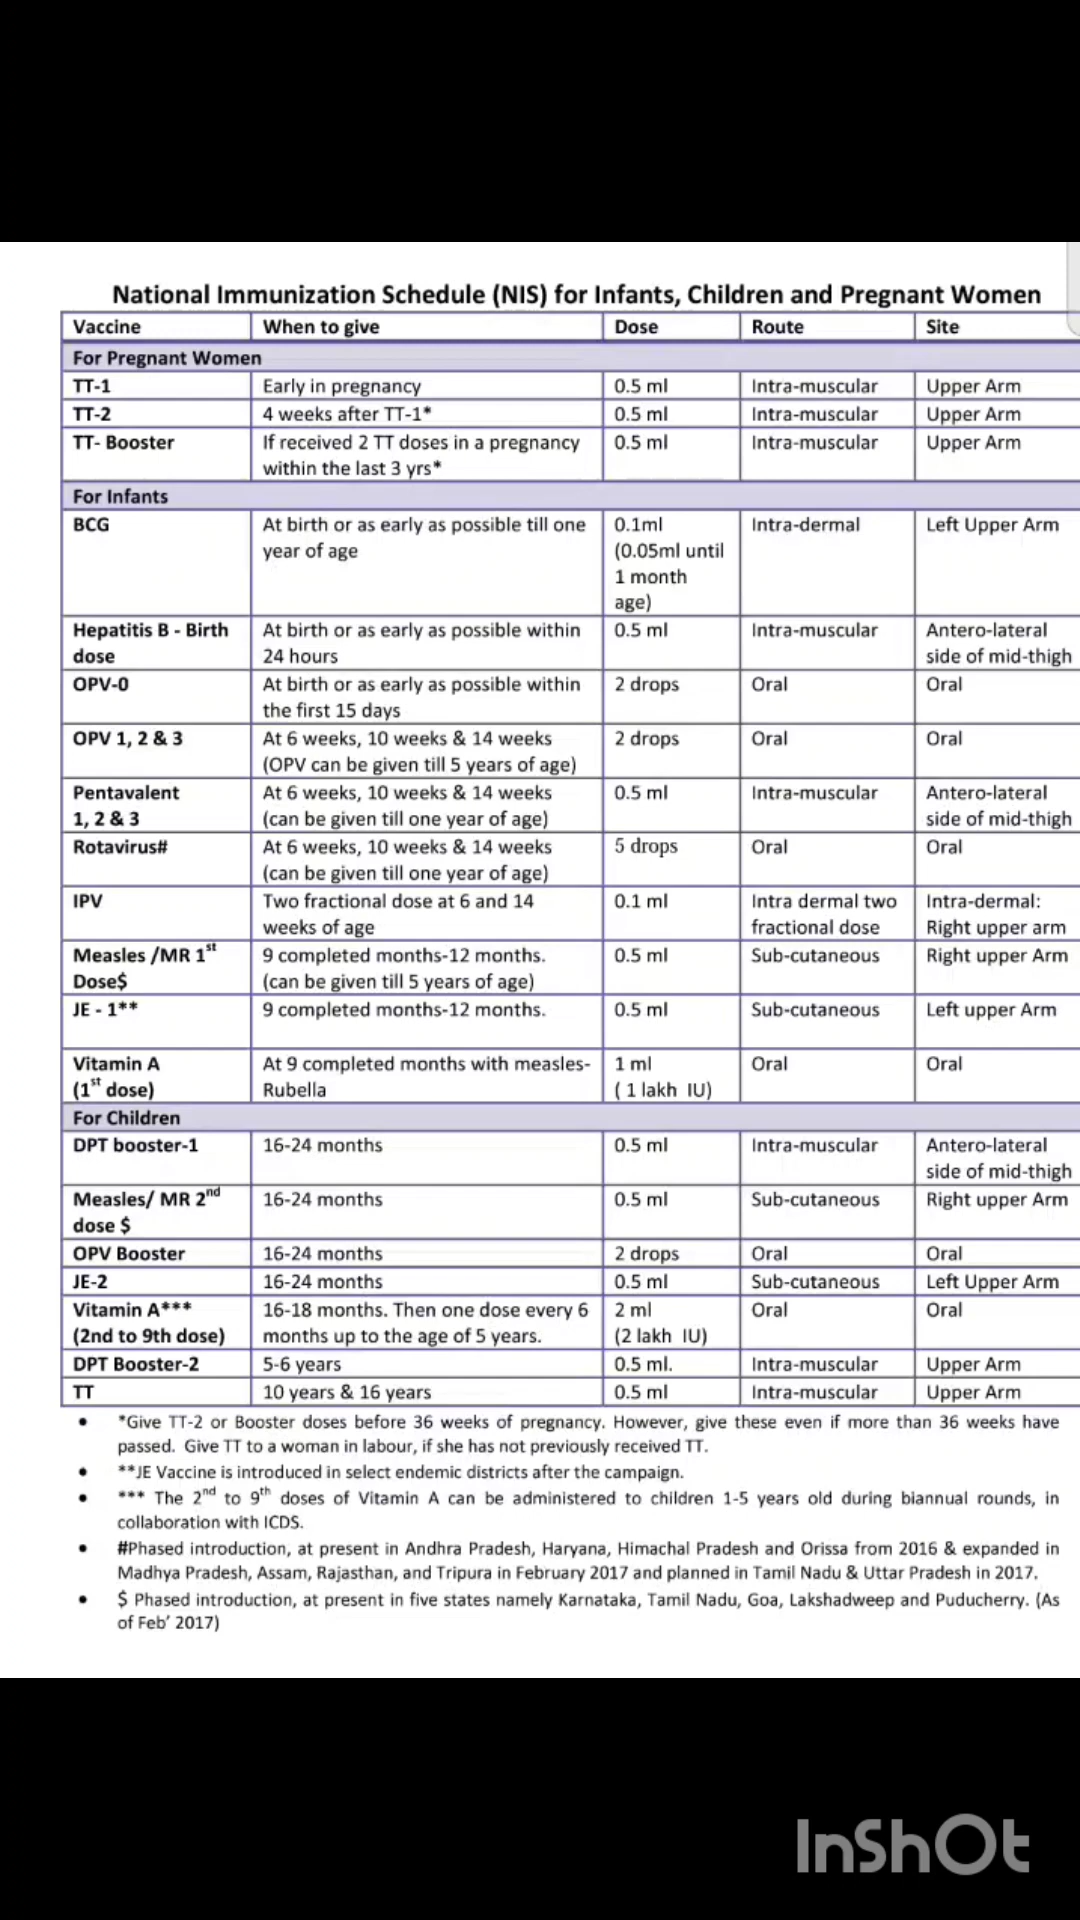 National Immunization Schedule (NIS) for Infants, Children and Pregnant Women
Vaccine When to give Dose Route Site
For Pregnant Women
TT-1 Early in pregnancy 0.5 ml Intra-muscular Upper Arm
TT-2 4 weeks after TT-1* 0.5 ml Intra-muscular Upper Arm
TT- Booster If received 2 TT doses in a pregnancy 0.5 ml Intra-muscular Upper Arm
within the last 3 yrs*
For Infants
BCG At birth or as early as possible till one 0.1ml Intra-dermal Left Upper Arm
year of age (0.05ml until
1 month
age)
Hepatitis B - Birth At birth or as early as possible within 0.5 ml Intra-muscular Antero-lateral
dose 24 hours side of mid-thigh
OPV-0 At birth or as early as possible within 2 drops Oral Oral
the first 15 days
OPV 1, 2 & 3 At 6 weeks, 10 weeks & 14 weeks 2 drops Oral Oral
(OPV can be given till 5 years of age)
Pentavalent At 6 weeks, 10 weeks & 14 weeks 0.5 ml Intra-muscular Antero-lateral
1, 2 & 3 (can be given till one year of age) side of mid-thigh
Rotavirus# At 6 weeks, 10 weeks & 14 weeks 5 drops Oral Oral
(can be given till one year of age)
IPV Two fractional dose at 6 and 14 0.1 ml Intra dermal two Intra-dermal:
weeks of age fractional dose Right upper arm
Measles /MR 1st 9 completed months-12 months. 0.5 ml Sub-cutaneous Right upper Arm
Dose$ (can be given till 5 years of age)
JE - 1** 9 completed months-12 months. 0.5 ml Sub-cutaneous Left upper Arm
Vitamin A At 9 completed months with measles- 1 ml Oral Oral
(1st dose) Rubella ( 1 lakh IU)
For Children
DPT booster-1 16-24 months 0.5 ml Intra-muscular Antero-lateral
side of mid-thigh
Measles/ MR 2nd 16-24 months 0.5 ml Sub-cutaneous Right upper Arm
dose $
OPV Booster 16-24 months 2 drops Oral Oral
JE-2 16-24 months 0.5 ml Sub-cutaneous Left Upper Arm
Vitamin A*** 16-18 months. Then one dose every 6 2 ml Oral Oral
(2nd to 9th dose) months up to the age of 5 years. (2 lakh IU)
DPT Booster-2 5-6 years 0.5 ml. Intra-muscular Upper Arm
TT 10 years & 16 years 0.5 ml Intra-muscular Upper Arm
• *Give TT-2 or Booster doses before 36 weeks of pregnancy. However, give these even if more than 36 weeks have
passed. Give TT to a woman in labour, if she has not previously received TT.
• **JE Vaccine is introduced in select endemic districts after the campaign.
• *** The 2nd to 9th doses of Vitamin A can be administered to children 1-5 years old during biannual rounds, in
collaboration with ICDS.
• #Phased introduction, at present in Andhra Pradesh, Haryana, Himachal Pradesh and Orissa from 2016 & expanded in
Madhya Pradesh, Assam, Rajasthan, and Tripura in February 2017 and planned in Tamil Nadu & Uttar Pradesh in 2017.
• $ Phased introduction, at present in five states namely Karnataka, Tamil Nadu, Goa, Lakshadweep and Puducherry. (As
of Feb' 2017)
InShOt